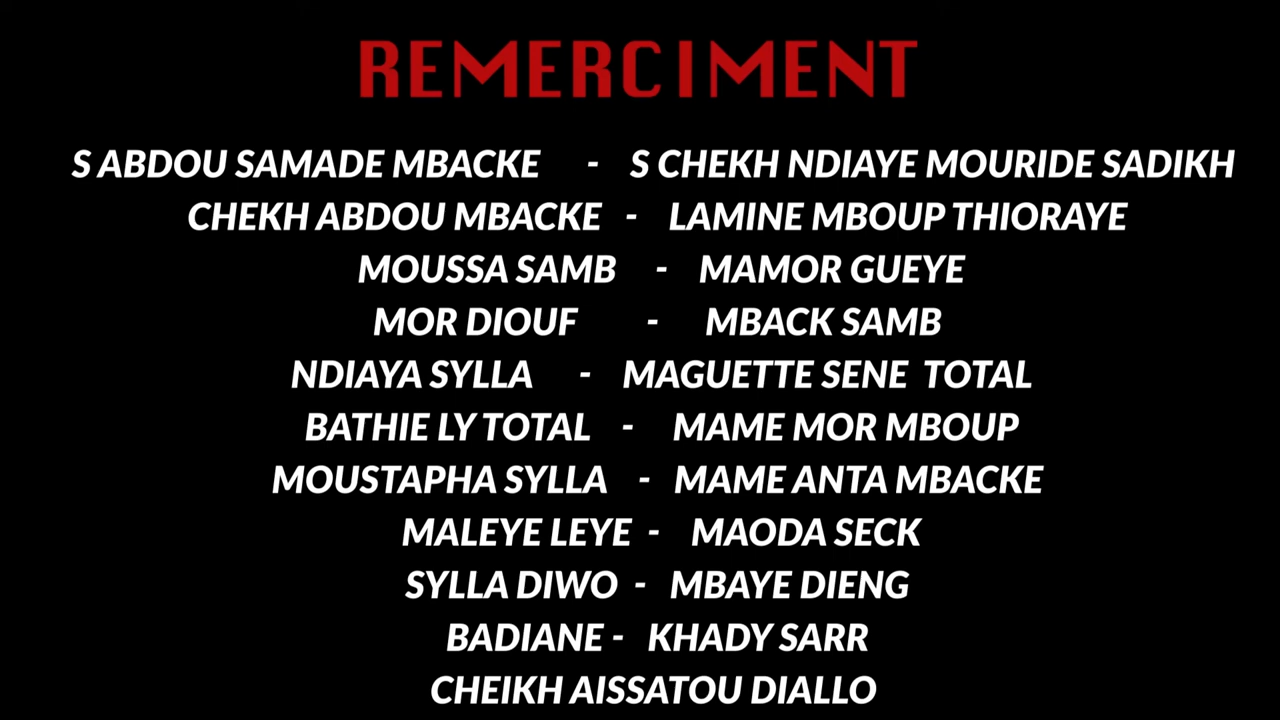 REMERCIMENT
S ABDOU SAMADE MBACKE - S CHEKH NDIAYE MOURIDE SADIKH
CHEKH ABDOU MBACKE - LAMINE MBOUP THIORAYE
MOUSSA SAMB - MAMOR GUEYE
MOR DIOUF - MBACK SAMB
NDIAYA SYLLA - MAGUETTE SENE TOTAL
BATHIE LY TOTAL - MAME MOR MBOUP
MOUSTAPHA SYLLA - MAME ANTA MBACKE
MALEYE LEYE - MAODA SECK
SYLLA DIWO - MBAYE DIENG
BADIANE - KHADY SARR
CHEIKH AISSATOU DIALLO